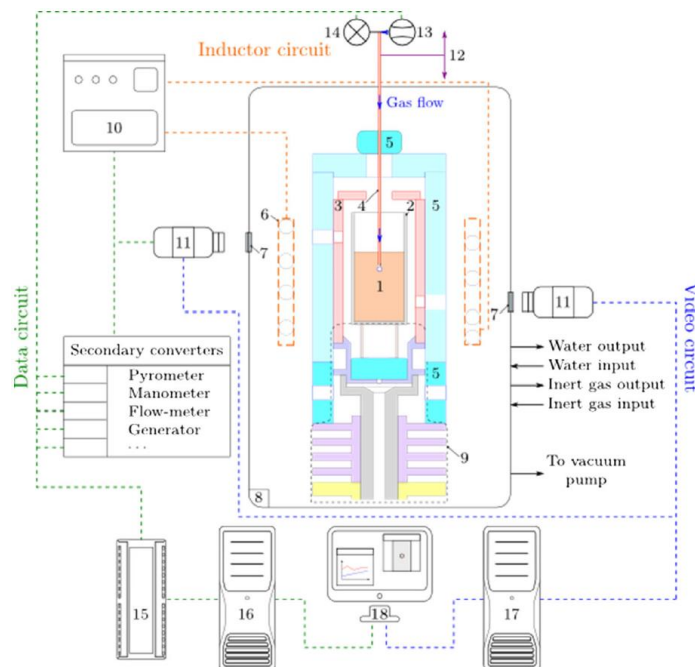 14
13
Inductor circuit
12
Gas flow
10
5
4
2
3
5
6
11
7
1
7
11
Data circuit
Video circuit
Secondary converters
Pyrometer
Manometer
Flow-meter
Generator
...
5
Water output
Water input
Inert gas output
Inert gas input
9
To vacuum
pump
8
15
16
18
17